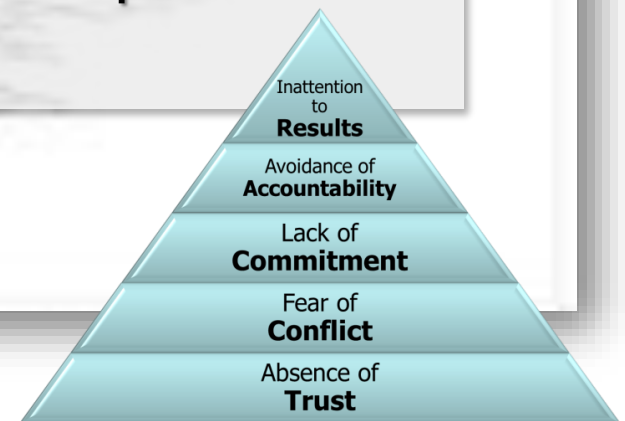 Inattention
to
Results
Avoidance of
Accountability
Lack of
Commitment
Fear of
Conflict
Absence of
Trust